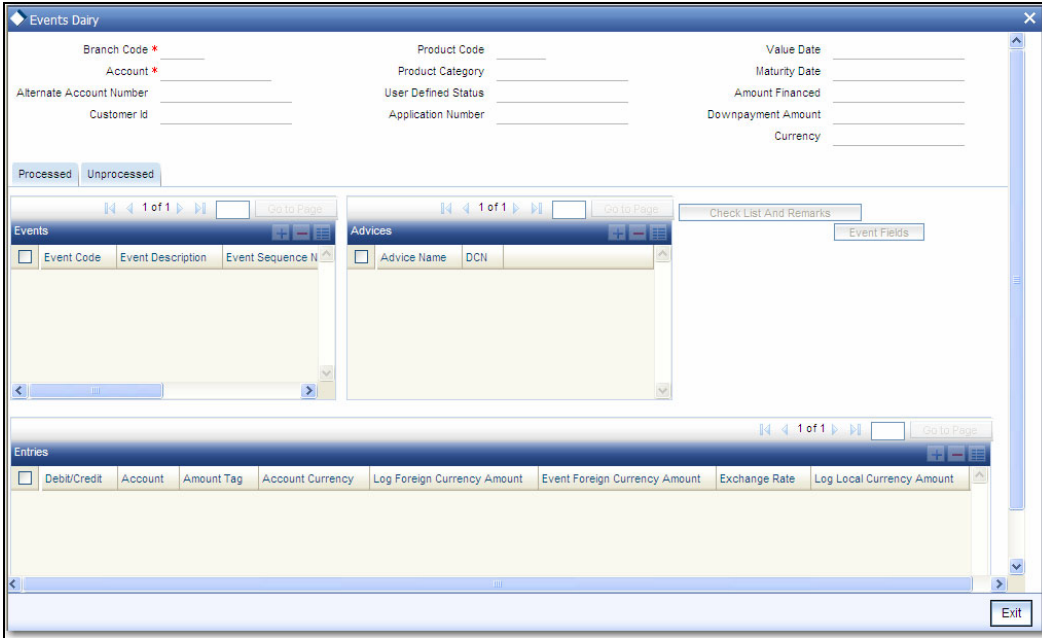 Events Dairy
Branch Code *
Product Code
Value Date
Account *
Product Category
Maturity Date
Alternate Account Number
User Defined Status
Amount Financed
Customer Id
Application Number
Downpayment Amount
Currency
Processed Unprocessed
1 of 1 Go to Page
1 of 1 Go to Page
Check List And Remarks
Events
Advices
Event Fields
Event Code Event Description Event Sequence N
Advice Name DCN
1 of 1 Go to Page
Entries
Debit/Credit Account Amount Tag Account Currency Log Foreign Currency Amount Event Foreign Currency Amount Exchange Rate Log Local Currency Amount
Exit